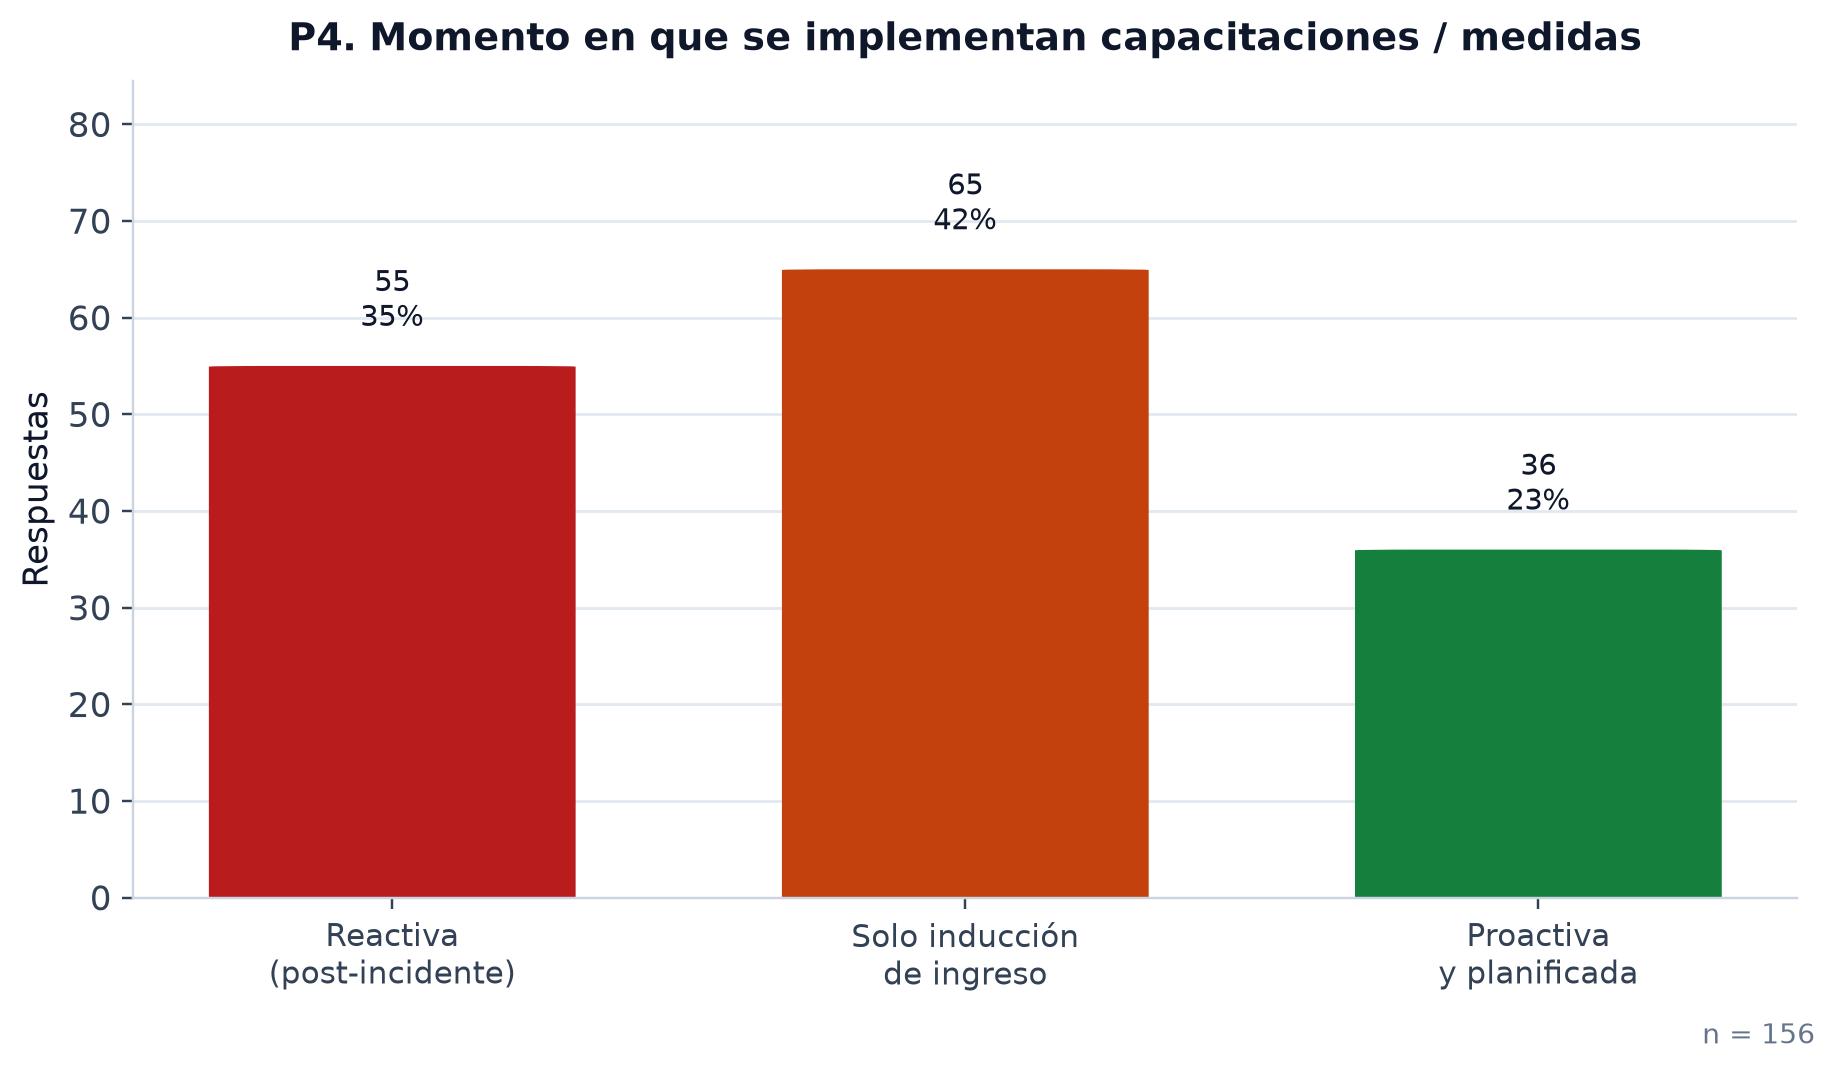 P4. Momento en que se implementan capacitaciones / medidas
Respuestas
80
70
60
50
40
30
20
10
0
55
35%
65
42%
36
23%
Reactiva
(post-incidente)
Solo inducción
de ingreso
Proactiva
y planificada
n = 156